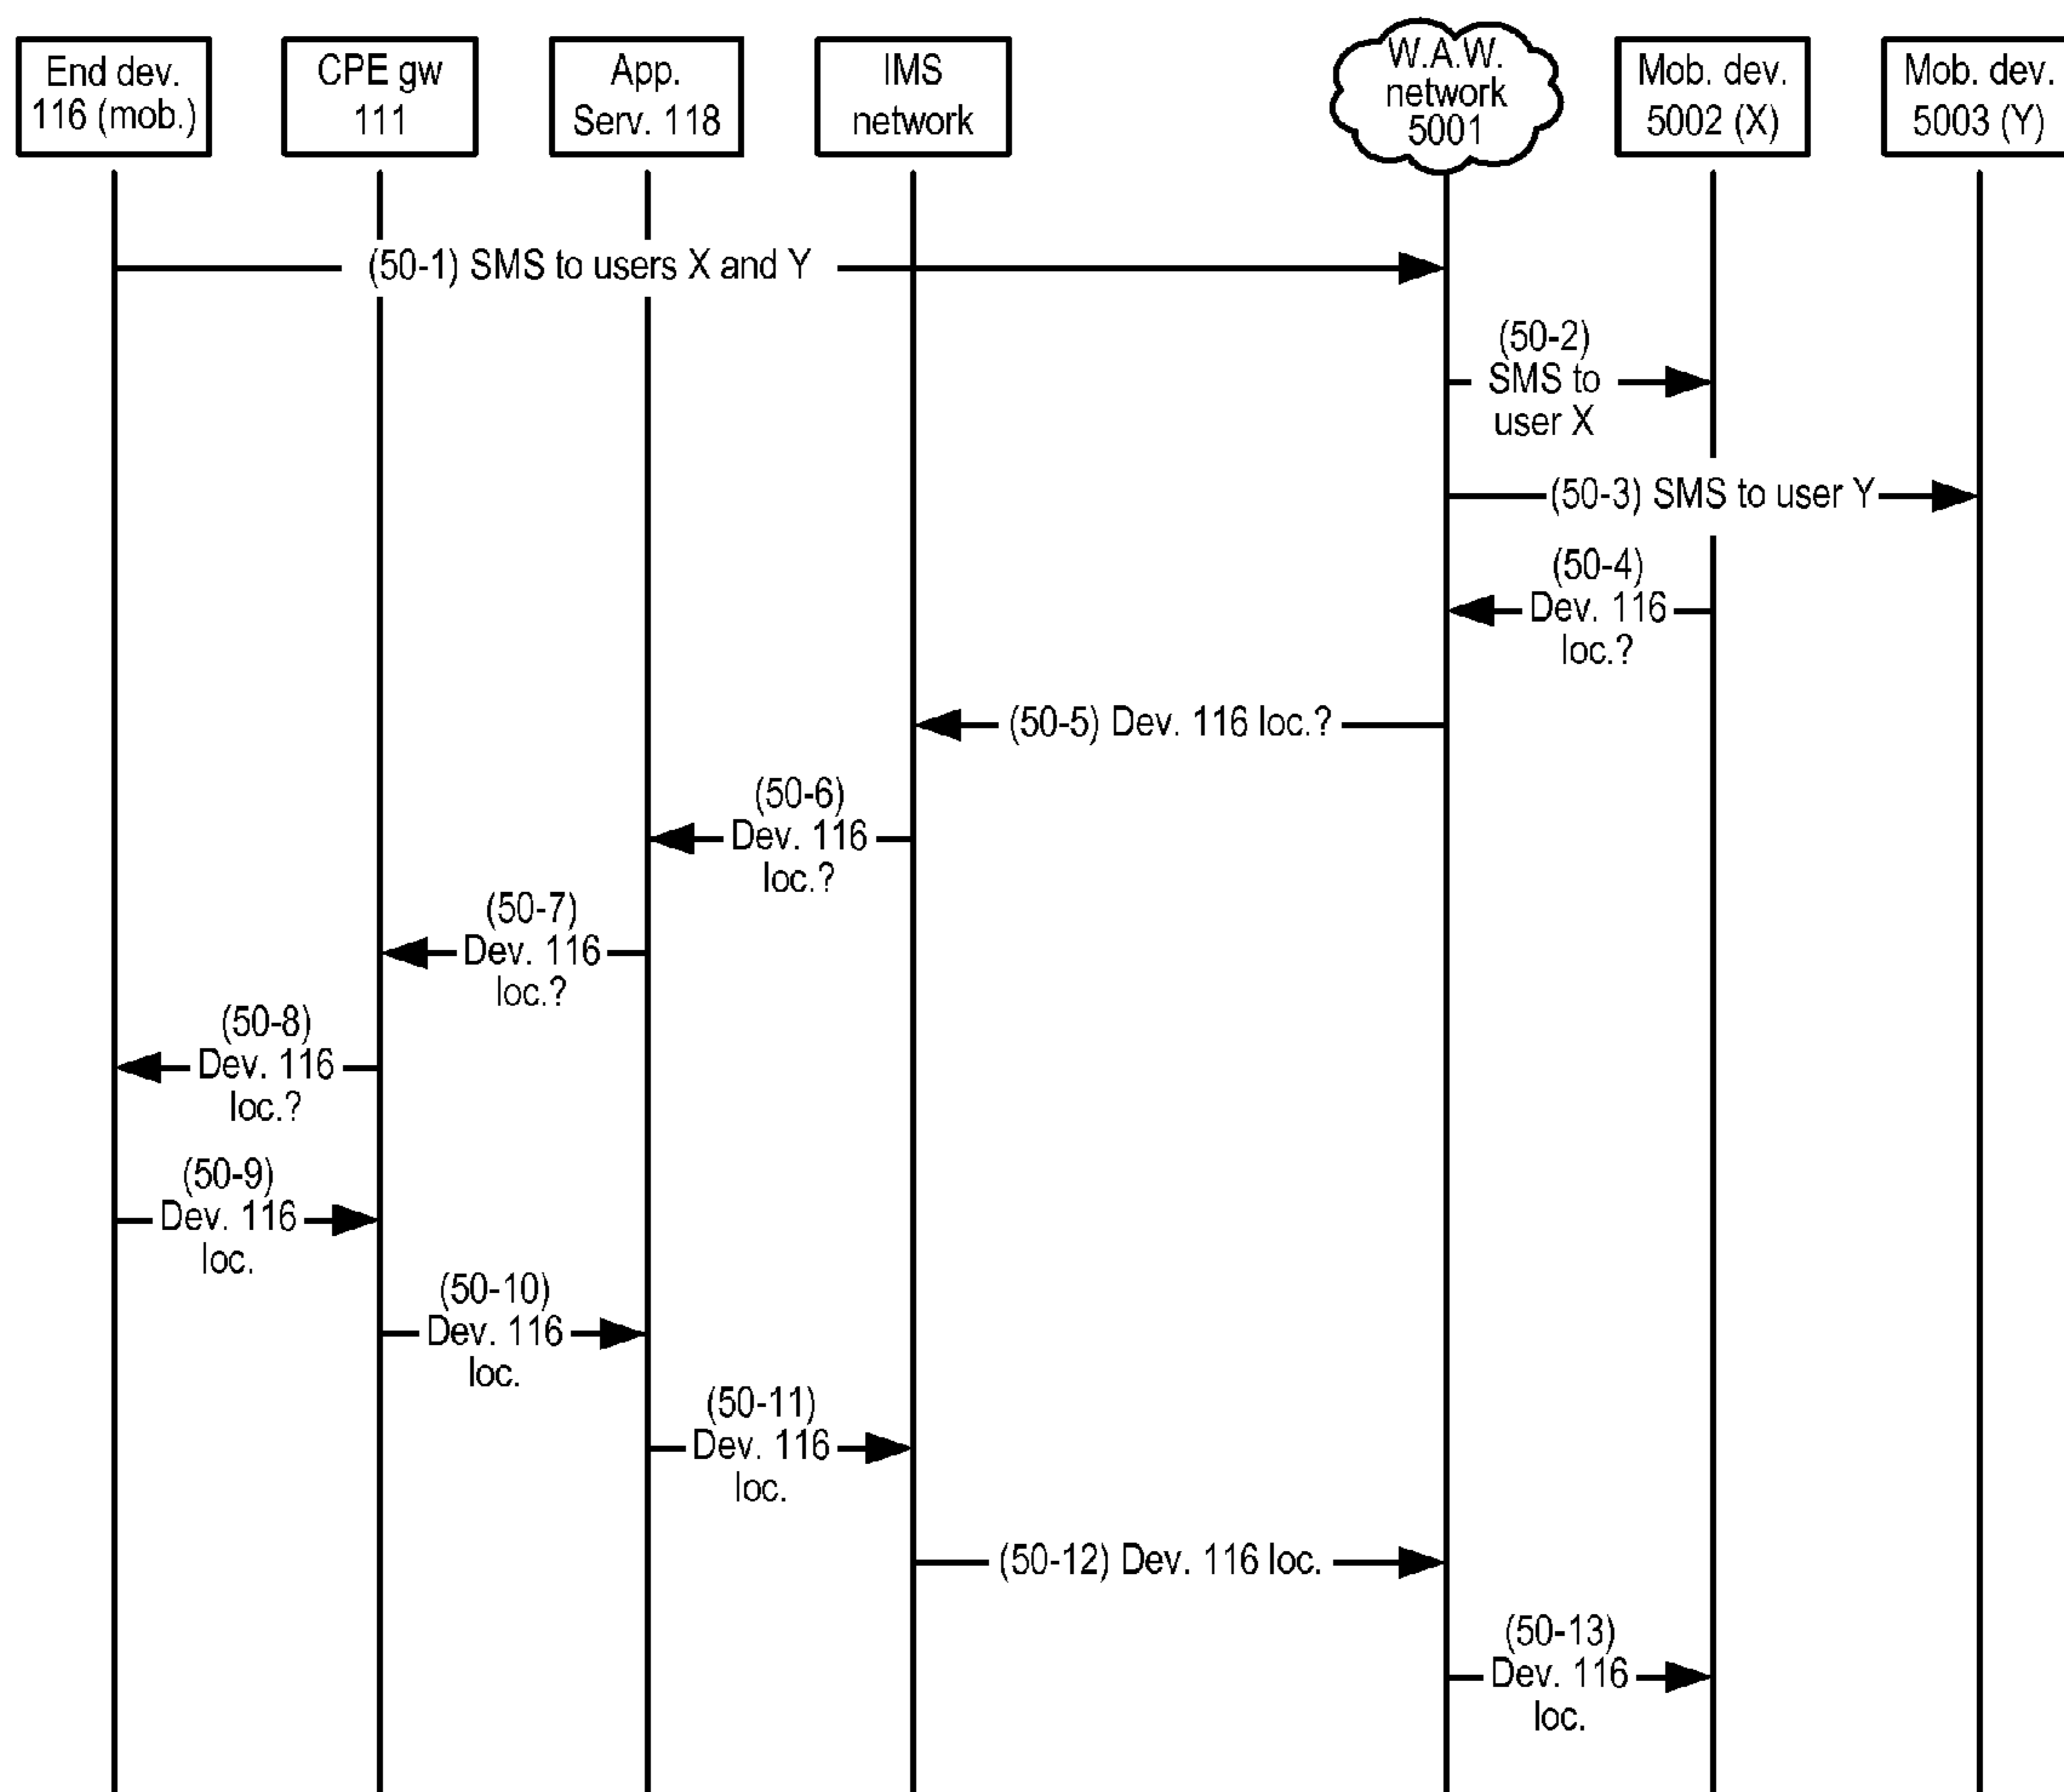 End dev.
116 (mob.)
CPE gw
111
App.
Serv. 118
IMS
network
W.A.W.
network
5001
Mob. dev.
5002 (X)
Mob. dev.
5003 (Y)
(50-1) SMS to users X and Y
(50-2)
SMS to
user X
(50-3) SMS to user Y
(50-4)
Dev. 116
loc.?
(50-5) Dev. 116 loc.?
(50-6)
Dev. 116
loc.?
(50-7)
Dev. 116
loc.?
(50-8)
Dev. 116
loc.?
(50-9)
Dev. 116
loc.
(50-10)
Dev. 116
loc.
(50-11)
Dev. 116
loc.
(50-12) Dev. 116 loc.
(50-13)
Dev. 116
loc.